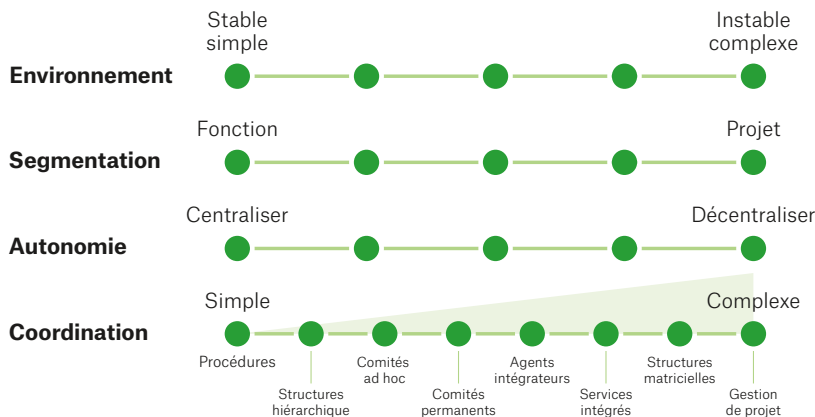 Stable
simple
Instable
complexe
Environnement
Fonction
Projet
Segmentation
Centraliser
Décentraliser
Autonomie
Simple
Complexe
Coordination
Procédures
Structures
hiérarchique
Comités
ad hoc
Comités
permanents
Agents
intégrateurs
Services
intégrés
Structures
matricielles
Gestion
de projet